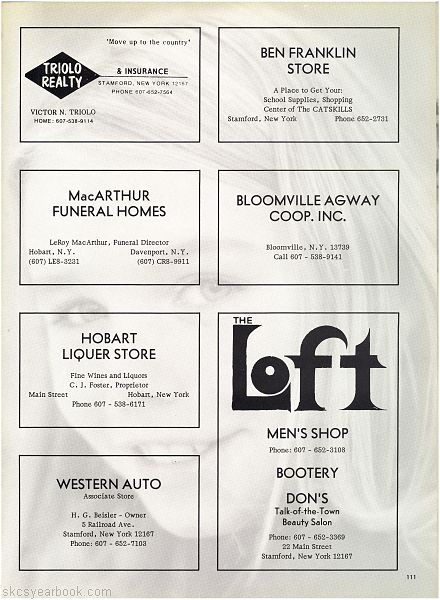 'Move up to the country'
TRIOLO
REALTY
& INSURANCE
STAMFORD, NEW YORK 12167
PHONE 607-652-7564
VICTOR N. TRIOLO
HOME: 607-538-9114
BEN FRANKLIN
STORE
A Place to Get Your:
School Supplies, Shopping
Center of The CATSKILLS
Stamford, New York Phone 652-2731
MacARTHUR
FUNERAL HOMES
LeRoy MacArthur, Funeral Director
Hobart, N.Y. Davenport, N.Y.
(607) LE8-3231 (607) CR8-9911
BLOOMVILLE AGWAY
COOP. INC.
Bloomville, N.Y. 13739
Call 607 - 538-9141
HOBART
LIQUER STORE
Fine Wines and Liquors
C. J. Foster, Proprietor
Main Street Hobart, New York
Phone 607 - 538-6171
THE
Loft
MEN'S SHOP
Phone: 607 - 652-3108
BOOTERY
DON'S
Talk-of-the-Town
Beauty Salon
Phone: 607 - 652-3369
22 Main Street
Stamford, New York 12167
WESTERN AUTO
Associate Store
H. G. Beisler - Owner
5 Railroad Ave.
Stamford, New York 12167
Phone: 607 - 652-7103
111
skcsyearbook.com